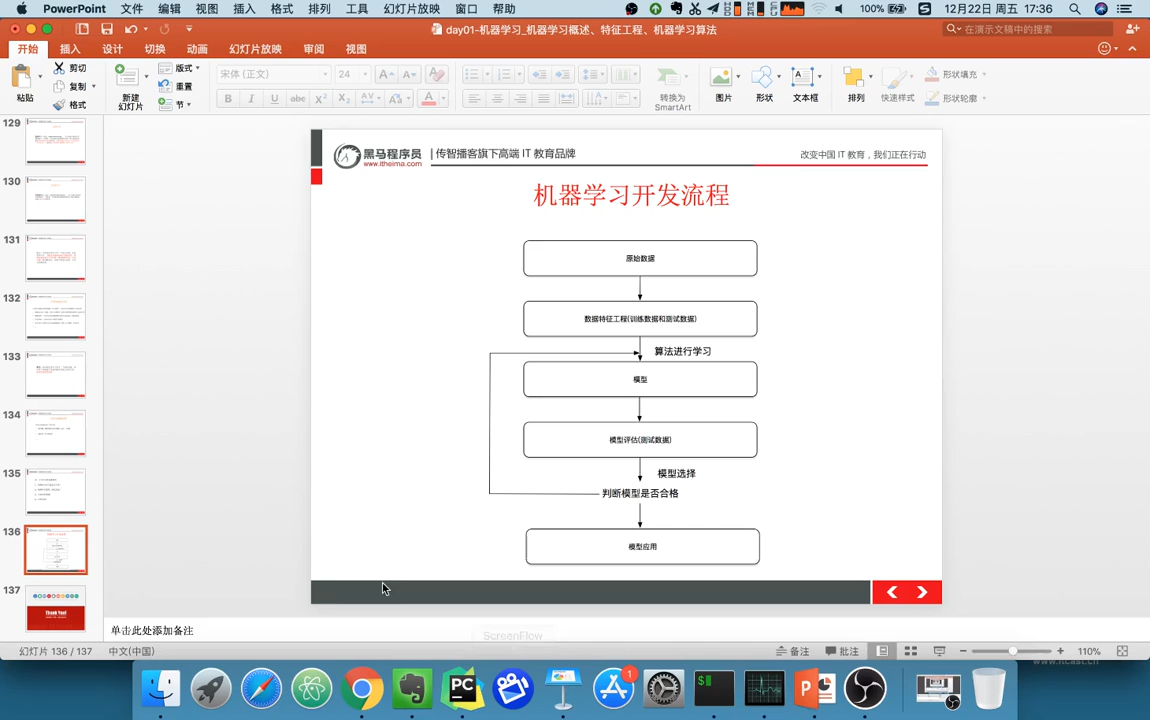 PowerPoint 文件 编辑 视图 插入 格式 工具 排列 幻灯片放映 窗口 帮助 100% 12月22日 周五 17:36
day01-机器学习_机器学习概述、特征工程、机器学习算法
在演示文稿中的搜索
开始 插入 设计 切换 动画 幻灯片放映 审阅 视图
粘贴
剪切
复制
格式
新建
幻灯片
版式
重置
节
宋体 (正文) 24
转换为
SmartArt
图片
形状
文本框
排列
快速样式
形状填充
形状轮廓
129
130
131
132
133
134
135
136
137
Thank You!
黑马程序员
www.itheima.com
传智播客旗下高端 IT 教育品牌
改变中国 IT 教育，我们正在行动
机器学习开发流程
原始数据
数据特征工程(训练数据和测试数据)
算法进行学习
模型
模型评估(测试数据)
模型选择
判断模型是否合格
模型应用
单击此处添加备注
ScreenFlow
幻灯片 136 / 137 中文(中国) 备注 批注 110%
www.itcast.cn
PC
1